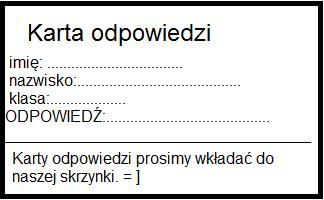 Karta odpowiedzi
imię: ..................................
nazwisko:.........................................
klasa:...................
ODPOWIEDŹ:.........................................
Karty odpowiedzi prosimy wkładać do
naszej skrzynki. = ]